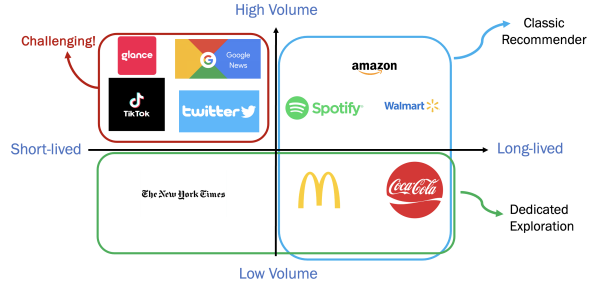 High Volume
Classic
Recommender
Challenging!
glance
Google
News
G
amazon
TikTok
twitter
Spotify
Walmart
Short-lived
Long-lived
The New York Times
Coca-Cola
Dedicated
Exploration
Low Volume